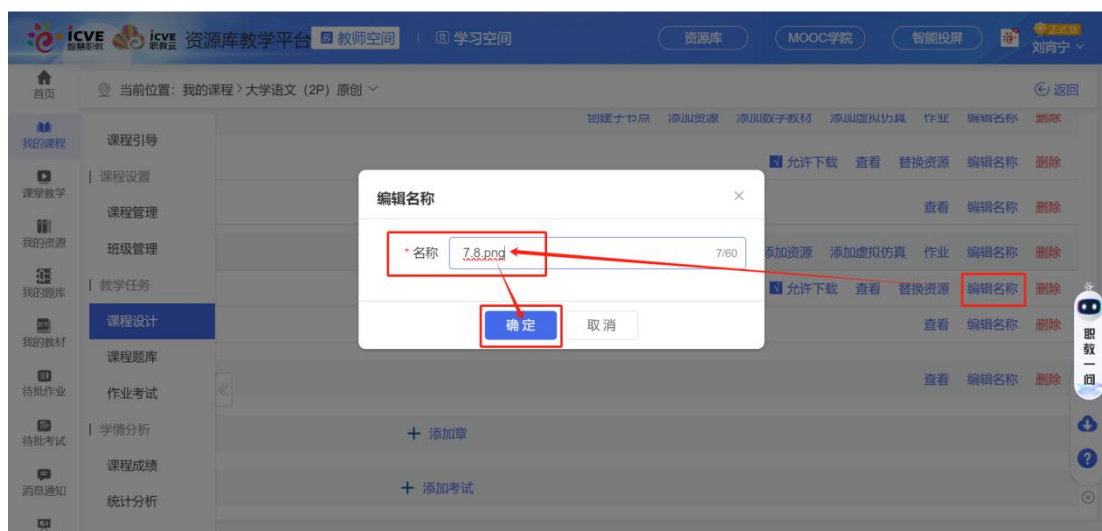 icve 智慧职教 icve 职教云 资源库教学平台 教师空间 学习空间 资源库 MOOC学院 智能投屏 正式版 刘青宁
首页
当前位置：我的课程 > 大学语文（2P）原创 返回
创建子节点 添加资源 添加数字教材 添加虚拟仿真 作业 编辑名称 删除
我的课程
课程引导
允许下载 查看 替换资源 编辑名称 删除
课程设置
课堂教学
编辑名称 ×
课程管理
查看 编辑名称 删除
我的资源
班级管理
* 名称 7.8.png 7/60
添加资源 添加虚拟仿真 作业 编辑名称 删除
我的题库
教学任务
允许下载 查看 替换资源 编辑名称 删除
课程设计
确定 取消
查看 编辑名称 删除
我的教材
职教一问
课程题库
待批作业
作业考试
查看 编辑名称 删除
待批考试
学情分析
+ 添加章
课程成绩
消息通知
+ 添加考试
统计分析